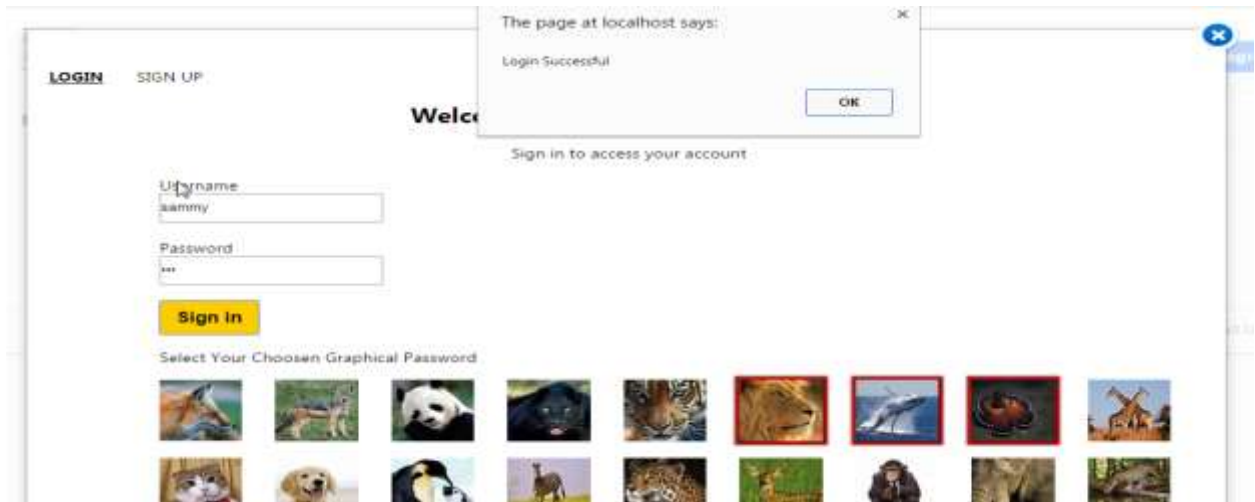 The page at localhost says:
Login Successful
OK
LOGIN SIGN UP
Welco
Sign in to access your account
Username
sammy
Password
•••
Sign In
Select Your Choosen Graphical Password